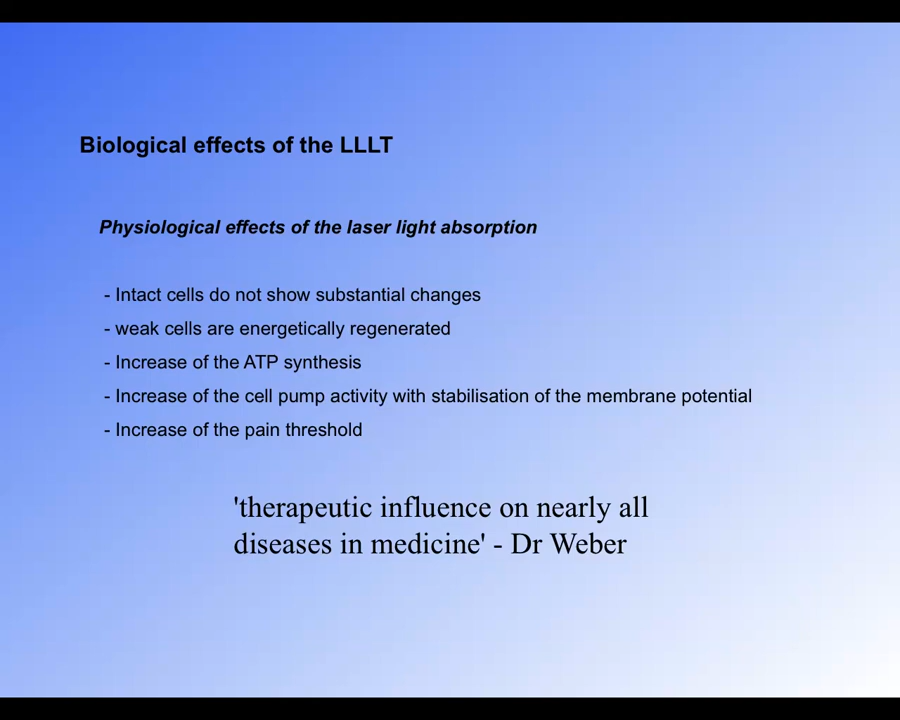 Biological effects of the LLLT
Physiological effects of the laser light absorption
- Intact cells do not show substantial changes
- weak cells are energetically regenerated
- Increase of the ATP synthesis
- Increase of the cell pump activity with stabilisation of the membrane potential
- Increase of the pain threshold
'therapeutic influence on nearly all
diseases in medicine' - Dr Weber